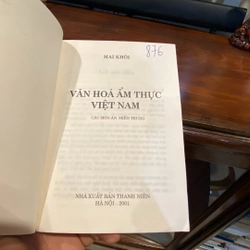 MAI KHÔI
876
VĂN HOÁ ẨM THỰC
VIỆT NAM
CÁC MÓN ĂN MIỀN TRUNG
NHÀ XUẤT BẢN THANH NIÊN
HÀ NỘI - 2001